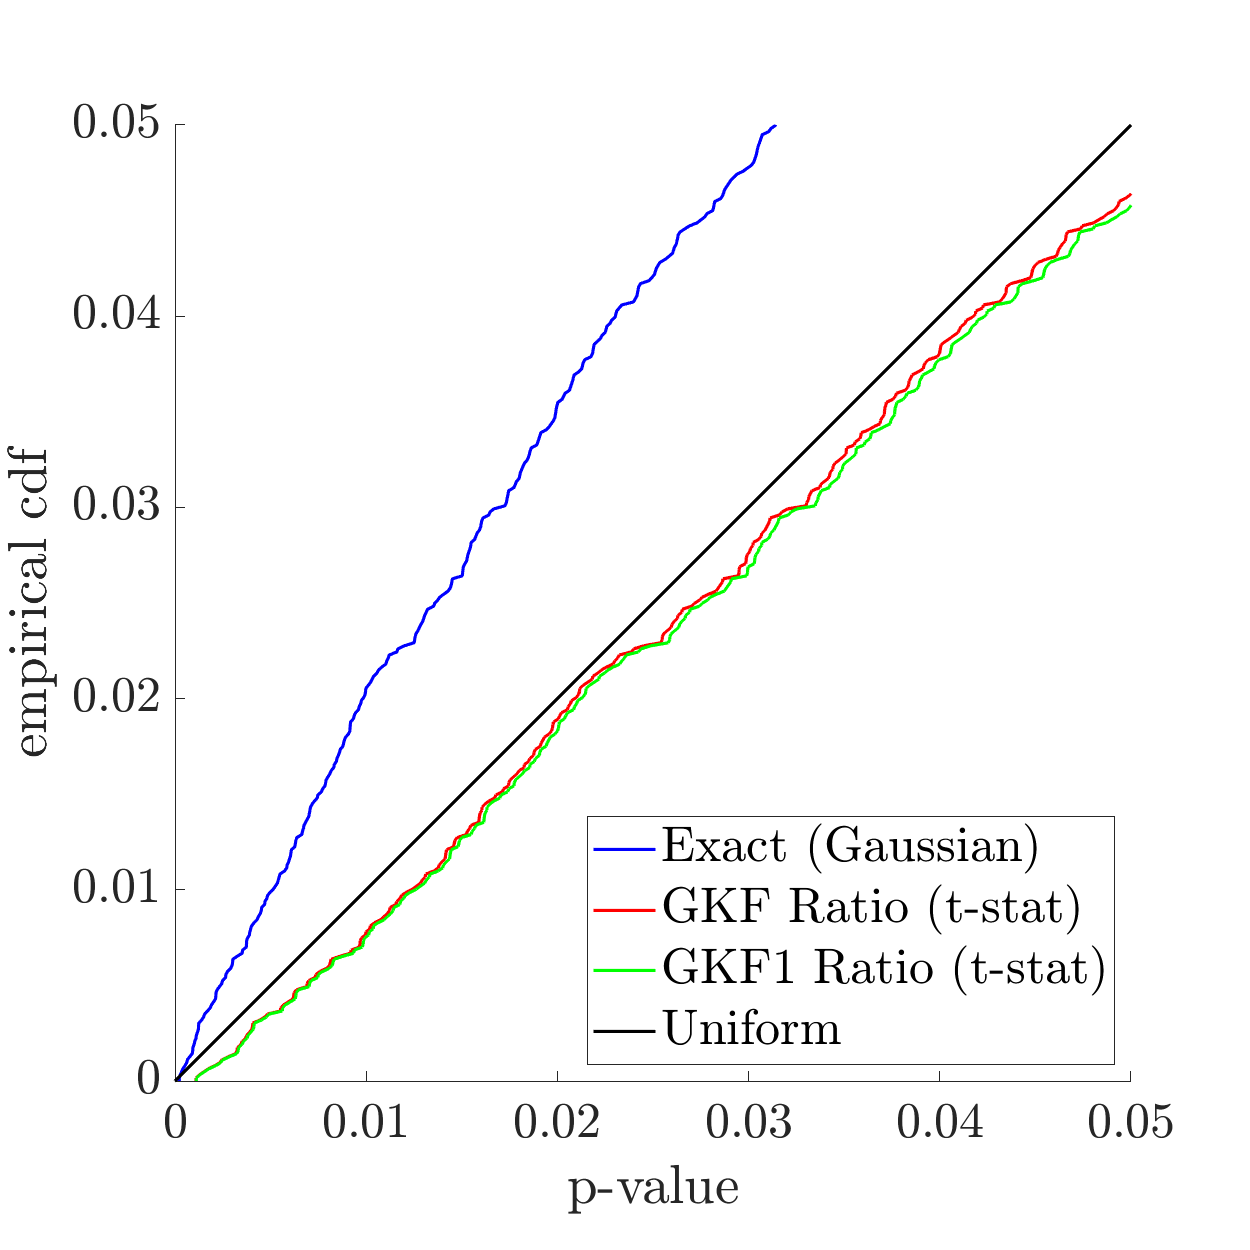 0.05
0.04
0.03
0.02
0.01
0
empirical cdf
Exact (Gaussian)
GKF Ratio (t-stat)
GKF1 Ratio (t-stat)
Uniform
0 0.01 0.02 0.03 0.04 0.05
p-value